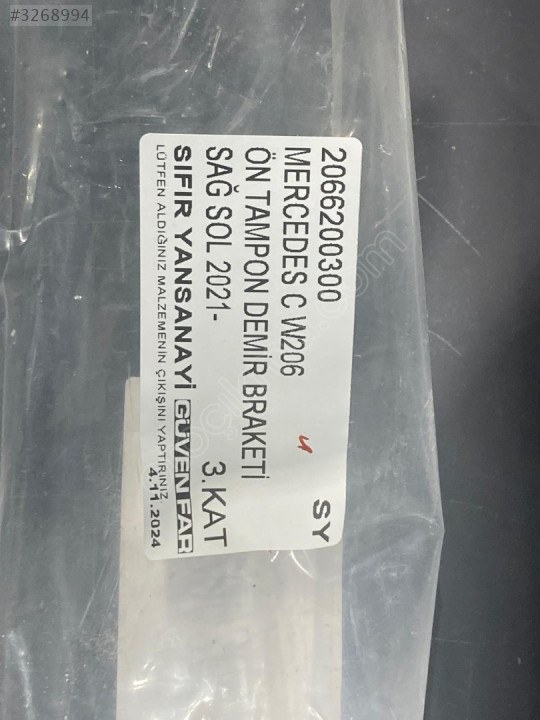 #3268994
2066200300
MERCEDES C W206
ÖN TAMPON DEMİR BRAKETİ
SAĞ SOL 2021-
SIFIR YANSANAYİ GÜVEN FAR
LÜTFEN ALDIĞINIZ MALZEMENİN ÇIKIŞINI YAPTIRINIZ
4.11.2024
3.KAT
SY
4